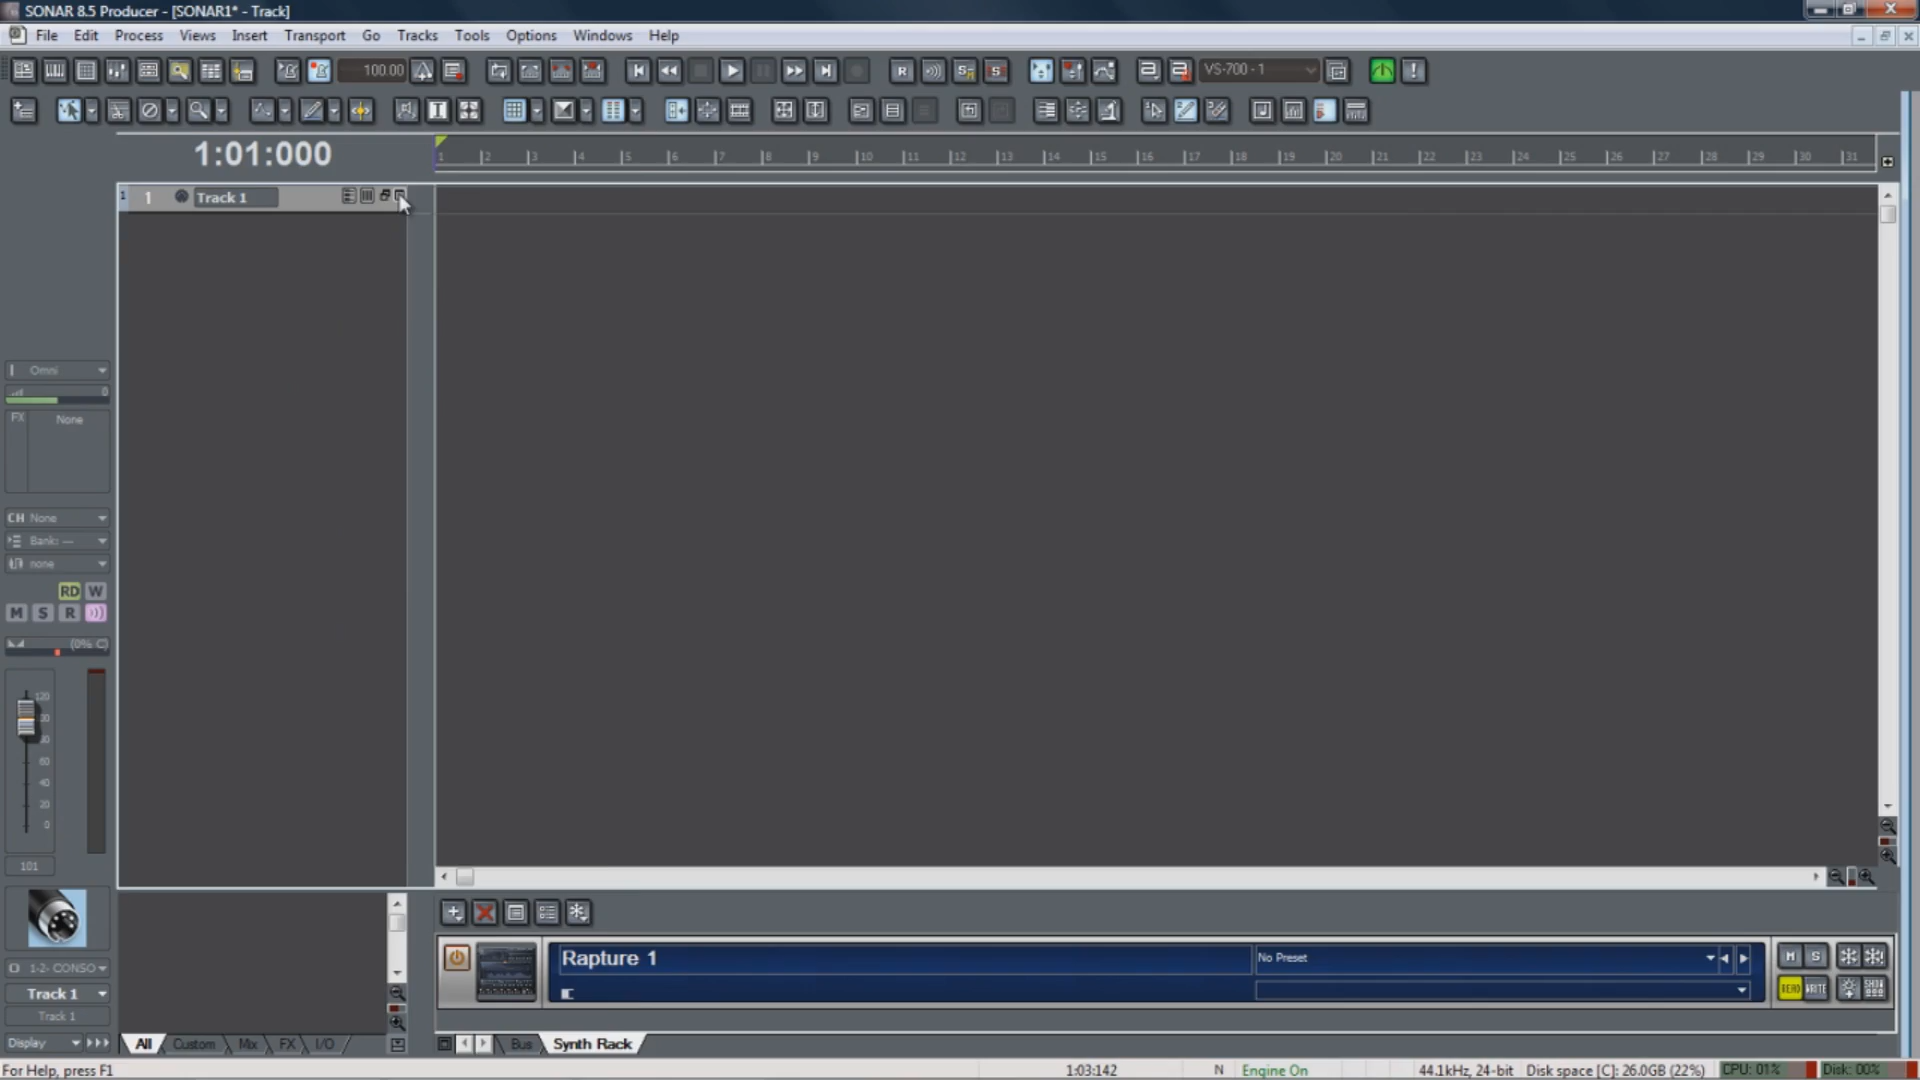 SONAR 8.5 Producer - [SONAR1* - Track]
File Edit Process Views Insert Transport Go Tracks Tools Options Windows Help
100.00 R VS-700 - 1
1:01:000
1 2 3 4 5 6 7 8 9 10 11 12 13 14 15 16 17 18 19 20 21 22 23 24 25 26 27 28 29 30 31
1 1 Track 1
Omni
0
FX None
CH None
Bank: ---
none
RD W
M S R
(0% C)
120
60
40
20
0
101
Rapture 1 No Preset M S
READ WRITE
1-2- CONSO
Track 1
Track 1
Display All Custom Mix FX I/O Bus Synth Rack
For Help, press F1 1:03:142 N Engine On 44.1kHz, 24-bit Disk space [C]: 26.0GB (22%) CPU: 01% Disk: 00%